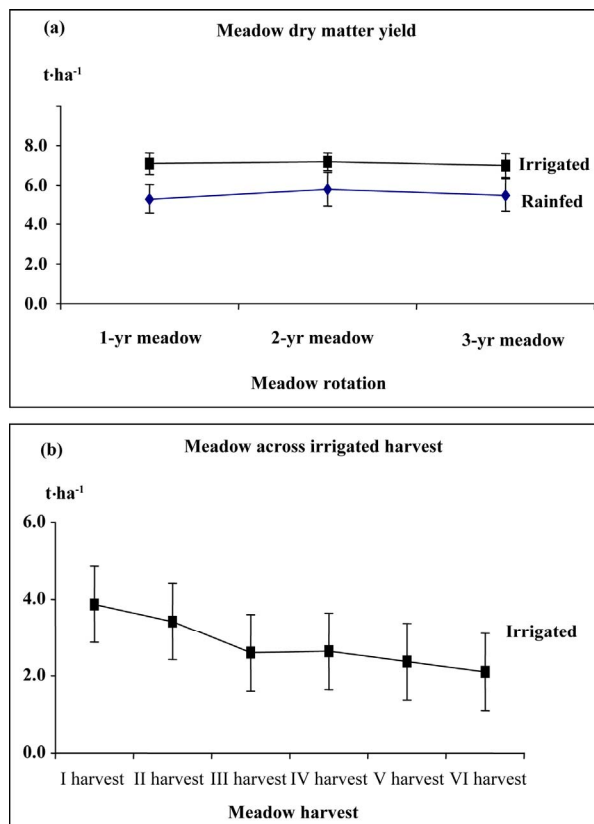 (a)
Meadow dry matter yield
t·ha⁻¹
8.0
6.0
4.0
2.0
0.0
Irrigated
Rainfed
1-yr meadow 2-yr meadow 3-yr meadow
Meadow rotation
(b)
Meadow across irrigated harvest
t·ha⁻¹
6.0
4.0
2.0
0.0
Irrigated
I harvest II harvest III harvest IV harvest V harvest VI harvest
Meadow harvest